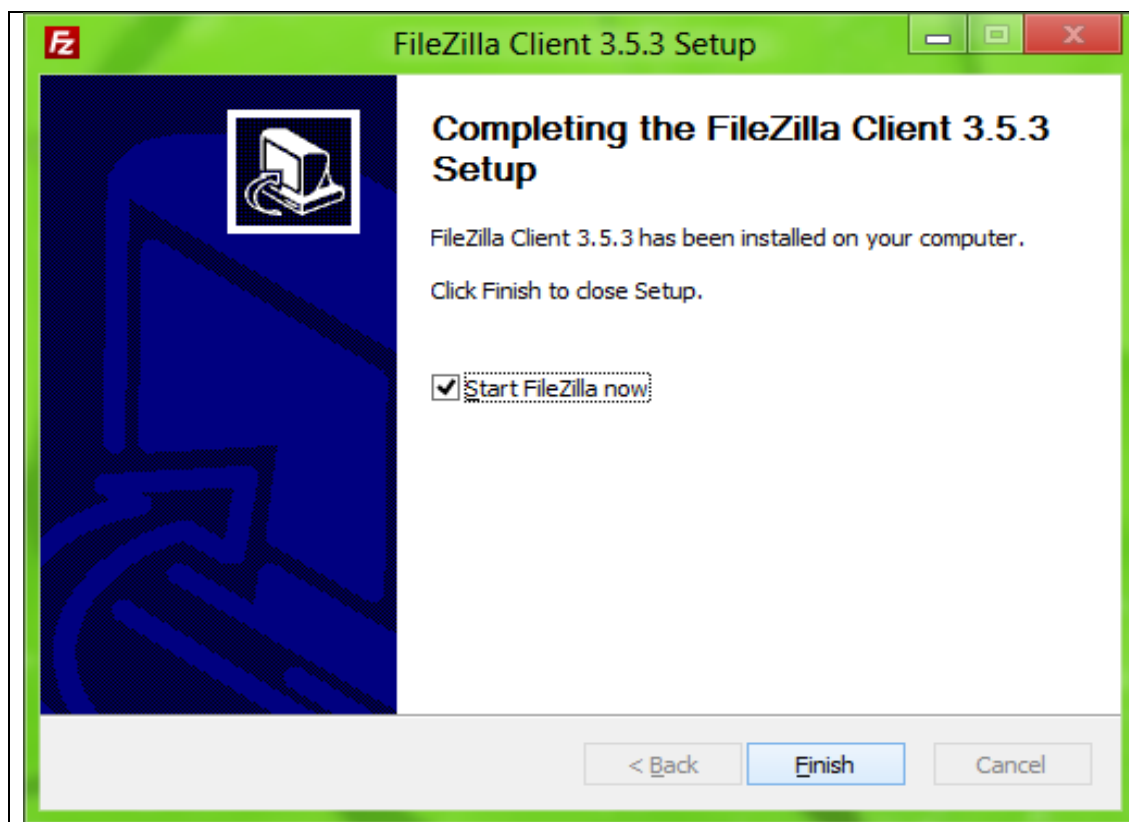 Fz
FileZilla Client 3.5.3 Setup
X
Completing the FileZilla Client 3.5.3
Setup
FileZilla Client 3.5.3 has been installed on your computer.
Click Finish to close Setup.
Start FileZilla now
< Back
Finish
Cancel